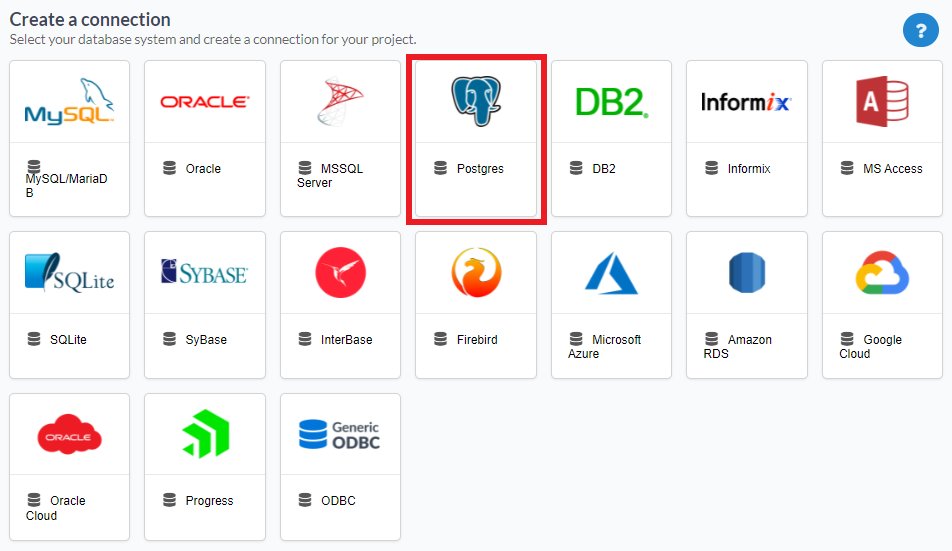 Create a connection
Select your database system and create a connection for your project.
?
MySQL
ORACLE
DB2
Informix
A
MySQL/MariaD
B
Oracle
MSSQL
Server
Postgres
DB2
Informix
MS Access
SQLite
SYBASE
SQLite
SyBase
InterBase
Firebird
Microsoft
Azure
Amazon
RDS
Google
Cloud
ORACLE
Generic
ODBC
Oracle
Cloud
Progress
ODBC